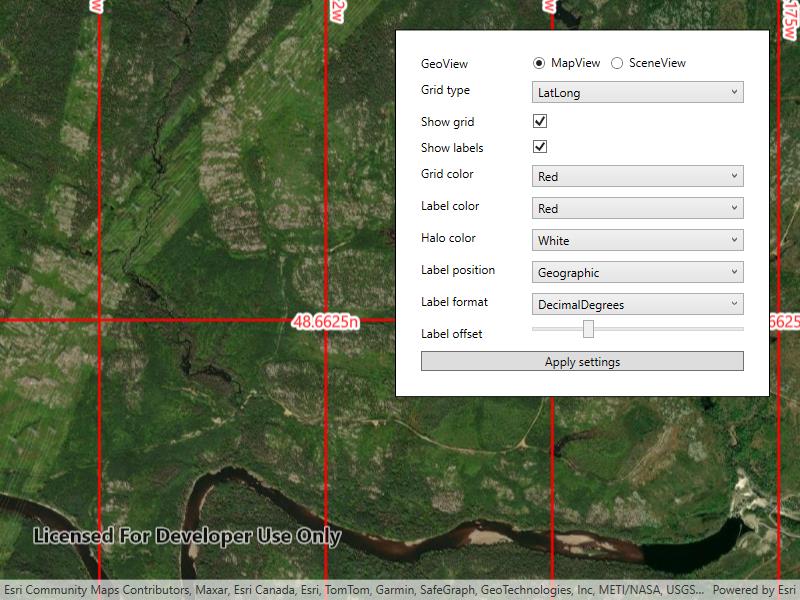 w
2w
w
175w
GeoView
MapView
SceneView
Grid type
LatLong
Show grid
Show labels
Grid color
Red
Label color
Red
Halo color
White
Label position
Geographic
Label format
DecimalDegrees
48.6625n
6625
Label offset
Apply settings
Licensed For Developer Use Only
Esri Community Maps Contributors, Maxar, Esri Canada, Esri, TomTom, Garmin, SafeGraph, GeoTechnologies, Inc, METI/NASA, USGS... Powered by Esri